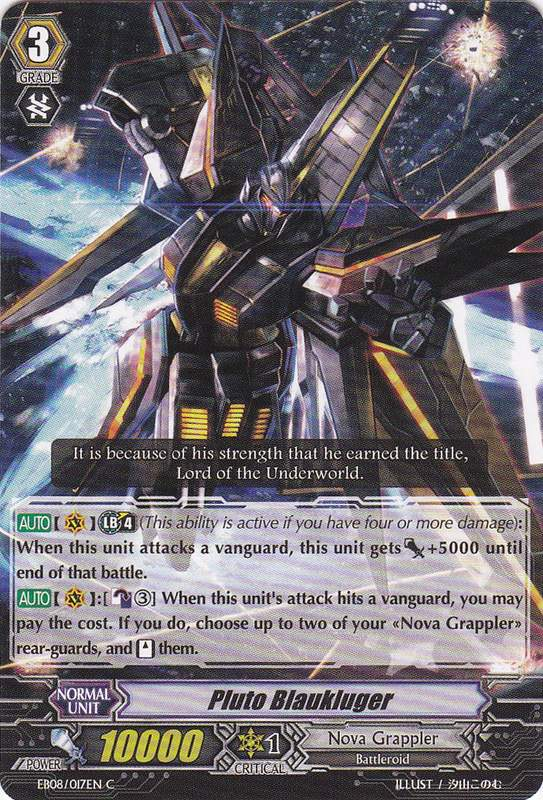 3
GRADE
It is because of his strength that he earned the title,
Lord of the Underworld.
AUTO [ V ] LB 4 (This ability is active if you have four or more damage):
When this unit attacks a vanguard, this unit gets +5000 until
end of that battle.
AUTO [ V ]:[ 3 ] When this unit's attack hits a vanguard, you may
pay the cost. If you do, choose up to two of your «Nova Grappler»
rear-guards, and them.
NORMAL
UNIT
Pluto Blaukluger
POWER
10000
1
CRITICAL
Nova Grappler
Battleroid
EB08/017EN C
ILLUST / 汐山このむ